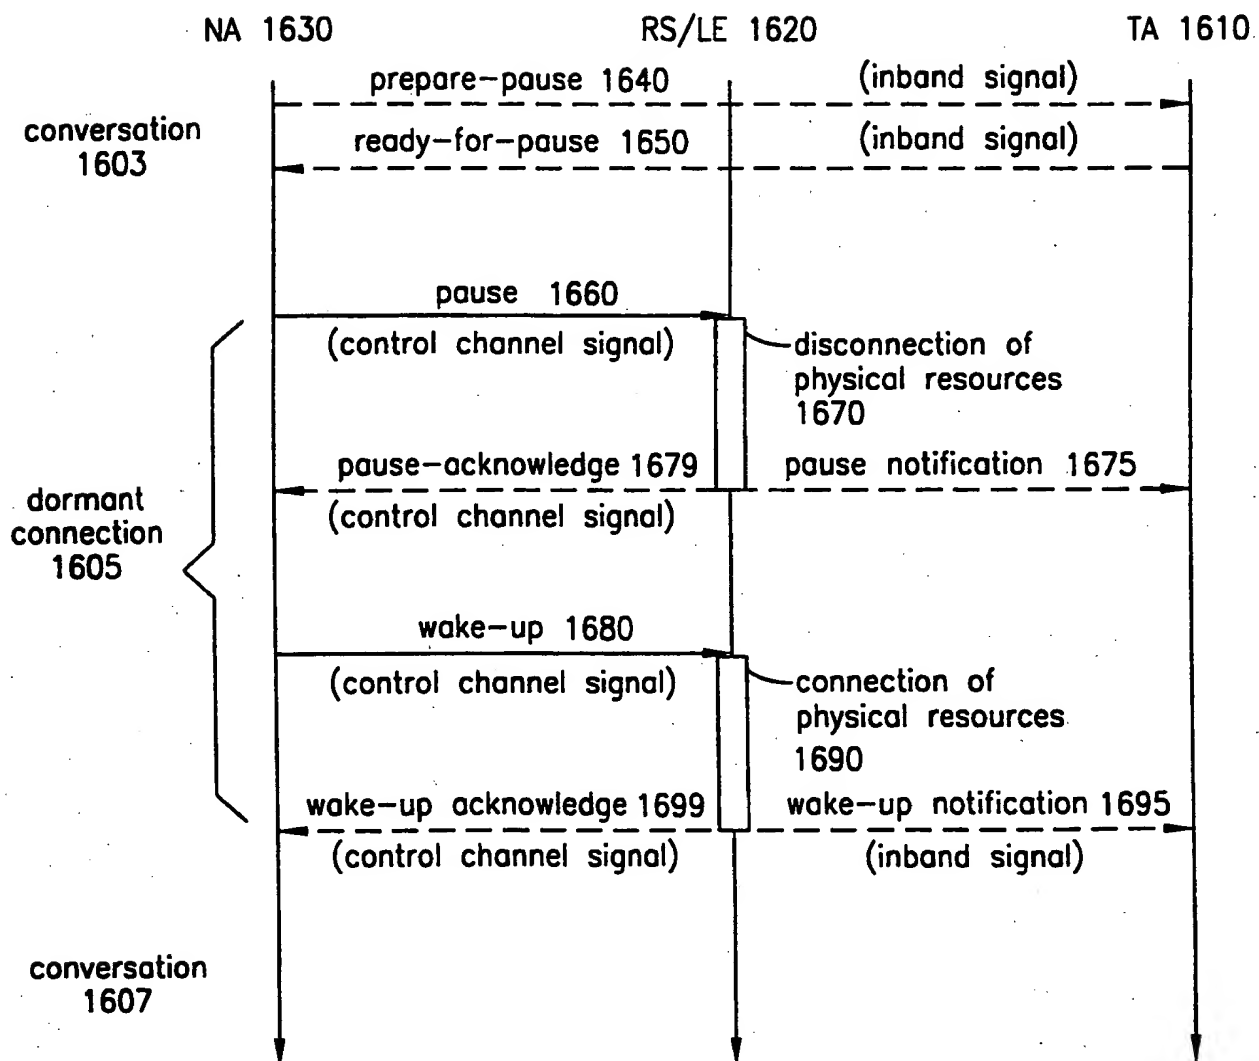 NA 1630 RS/LE 1620 TA 1610
prepare-pause 1640 (inband signal)
conversation
1603
ready-for-pause 1650 (inband signal)
pause 1660
(control channel signal)
disconnection of
physical resources
1670
pause-acknowledge 1679 pause notification 1675
(control channel signal)
dormant
connection
1605
wake-up 1680
(control channel signal)
connection of
physical resources
1690
wake-up acknowledge 1699 wake-up notification 1695
(control channel signal) (inband signal)
conversation
1607